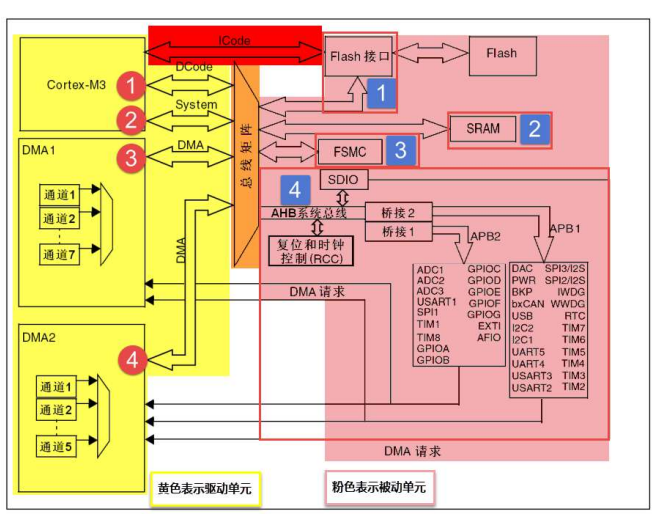 ICode
DCode
Cortex-M3
1
System
2
DMA1
DMA
3
通道1
通道2
通道7
总线矩阵
DMA
DMA2
4
通道1
通道2
通道5
Flash 接口
1
Flash
SRAM
2
FSMC
3
4
SDIO
AHB系统总线
桥接2
桥接1
复位和时钟
控制(RCC)
APB2
APB1
ADC1 GPIOC
ADC2 GPIOD
ADC3 GPIOE
USART1 GPIOF
SPI1 GPIOG
TIM1 EXTI
TIM8 AFIO
GPIOA
GPIOB
DAC SPI3/I2S
PWR SPI2/I2S
BKP IWDG
bxCAN WWDG
USB RTC
I2C2 TIM7
I2C1 TIM6
UART5 TIM5
UART4 TIM4
USART3 TIM3
USART2 TIM2
DMA 请求
DMA 请求
黄色表示驱动单元
粉色表示被动单元